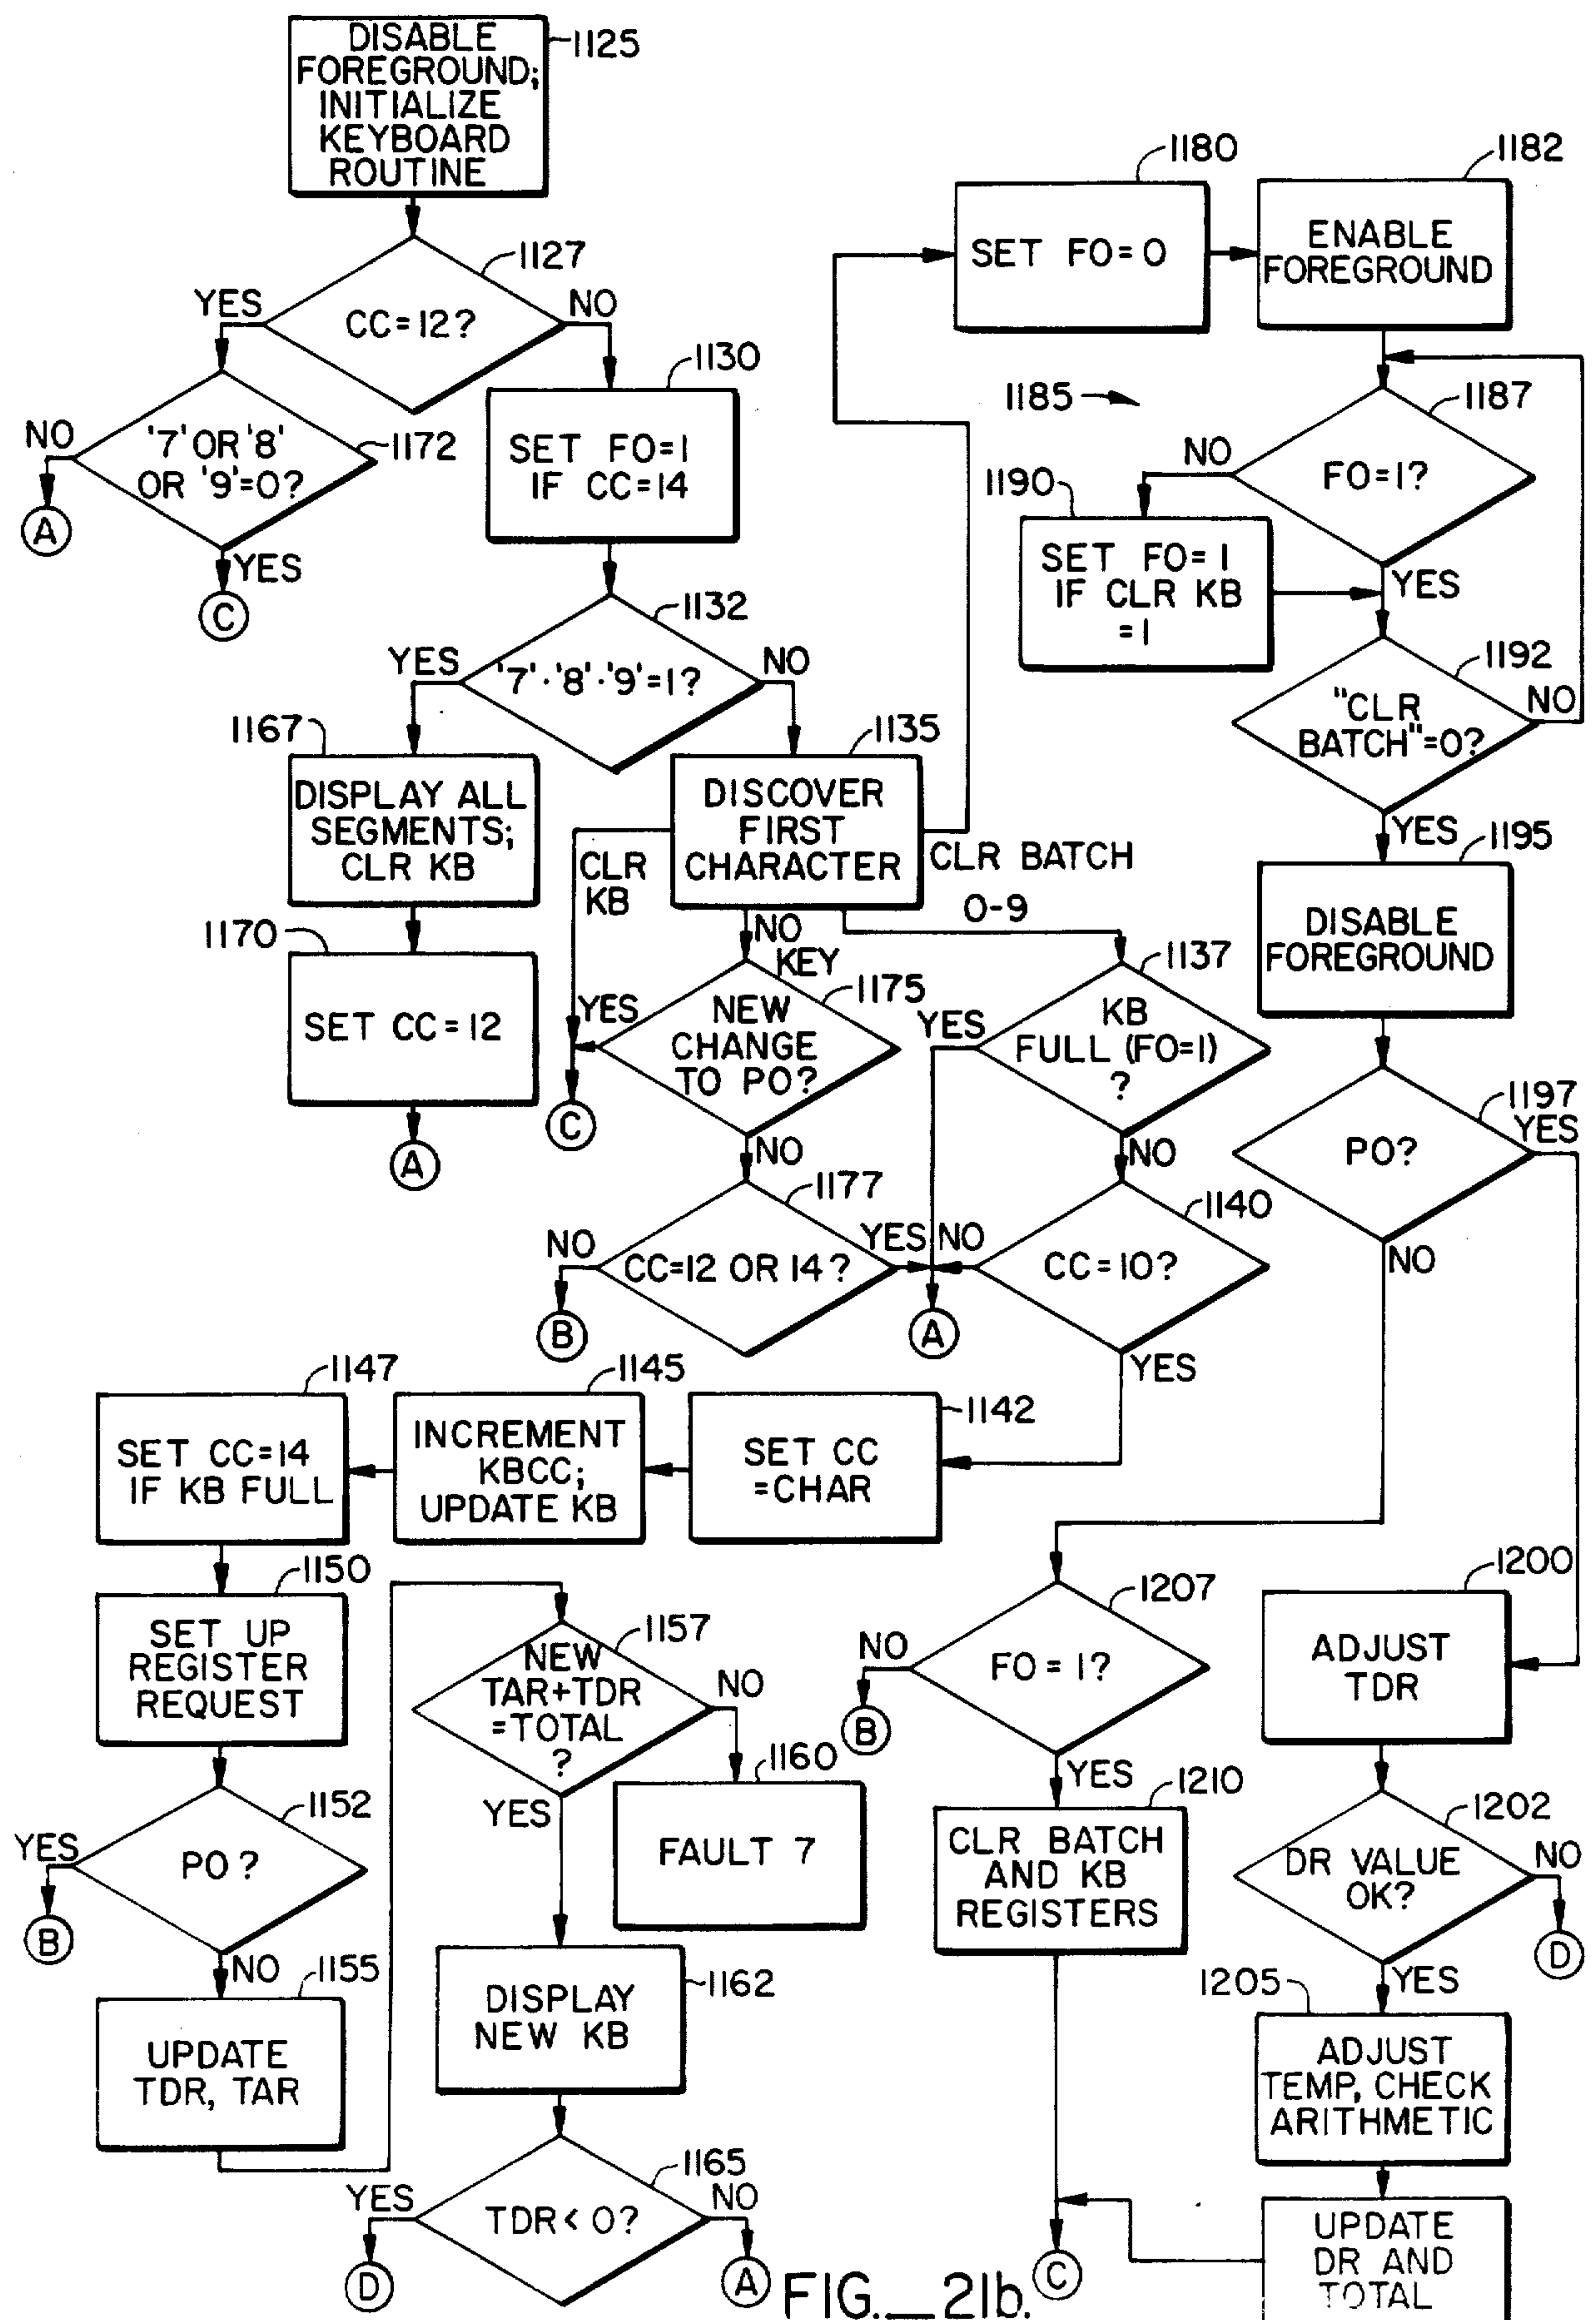 DISABLE
FOREGROUND;
INITIALIZE
KEYBOARD
ROUTINE
1125
1127
CC=12?
YES
NO
'7' OR '8'
OR '9'=0?
1172
NO
A
YES
C
1130
SET FO=1
IF CC=14
1132
'7'·'8'·'9'=1?
YES
NO
1167
DISPLAY ALL
SEGMENTS;
CLR KB
1170
SET CC=12
A
1135
DISCOVER
FIRST
CHARACTER
CLR
KB
CLR BATCH
NO
KEY
0-9
1175
NEW
CHANGE
TO PO?
YES
C
NO
1177
CC=12 OR 14?
NO
B
YES
1137
KB
FULL (FO=1)
?
YES
NO
1140
CC=10?
NO
A
YES
1142
SET CC
=CHAR
1145
INCREMENT
KBCC;
UPDATE KB
1147
SET CC=14
IF KB FULL
1150
SET UP
REGISTER
REQUEST
1152
PO?
YES
B
NO
1155
UPDATE
TDR, TAR
1157
NEW
TAR+TDR
=TOTAL
?
NO
1160
FAULT 7
YES
1162
DISPLAY
NEW KB
1165
TDR<0?
YES
D
NO
A
1180
SET FO=0
1182
ENABLE
FOREGROUND
1185
1187
FO=1?
NO
1190
SET FO=1
IF CLR KB
=1
YES
1192
"CLR
BATCH"=0?
NO
YES
1195
DISABLE
FOREGROUND
1197
PO?
YES
NO
1200
ADJUST
TDR
1202
DR VALUE
OK?
NO
D
YES
1205
ADJUST
TEMP, CHECK
ARITHMETIC
UPDATE
DR AND
TOTAL
1207
FO=1?
NO
B
YES
1210
CLR BATCH
AND KB
REGISTERS
C
FIG._21b.